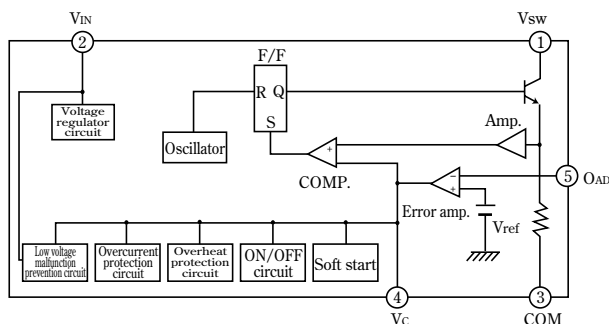 VIN
VSW
2
1
F/F
R Q
S
Voltage
regulator
circuit
Oscillator
Amp.
+
COMP.
−
+
5
OAD
Error amp.
Vref
Low voltage
malfunction
prevention circuit
Overcurrent
protection
circuit
Overheat
protection
circuit
ON/OFF
circuit
Soft start
4
3
VC
COM